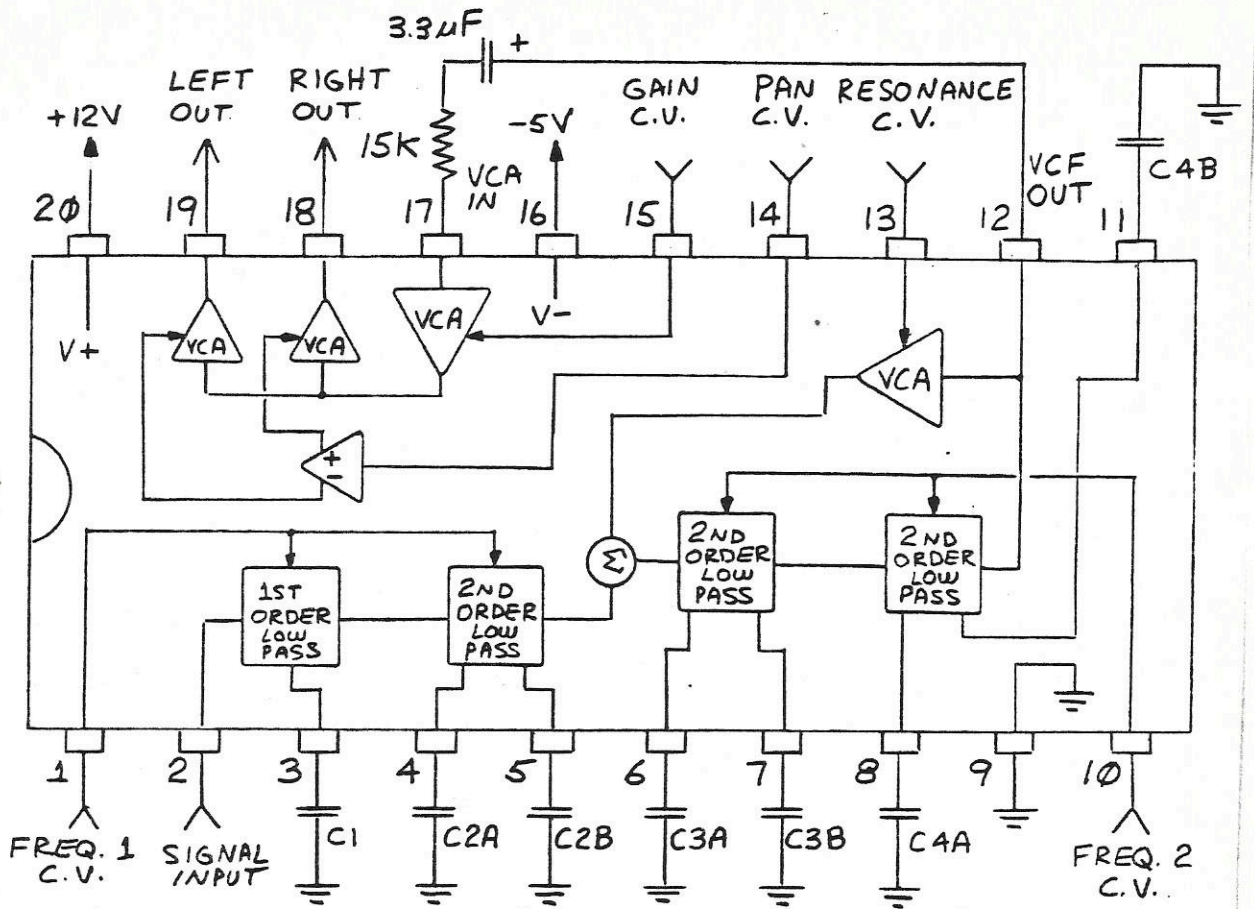 3.3µF
+
LEFT
OUT
RIGHT
OUT
GAIN
C.V.
PAN
C.V.
RESONANCE
C.V.
+12V
15K
-5V
C4B
VCA
IN
VCF
OUT
2Ø
19
18
17
16
15
14
13
12
11
V+
VCA
VCA
VCA
V-
VCA
+
-
Σ
1ST
ORDER
LOW
PASS
2ND
ORDER
LOW
PASS
2ND
ORDER
LOW
PASS
2ND
ORDER
LOW
PASS
1
2
3
4
5
6
7
8
9
1Ø
C1
C2A
C2B
C3A
C3B
C4A
FREQ. 1
C.V.
SIGNAL
INPUT
FREQ. 2
C.V.